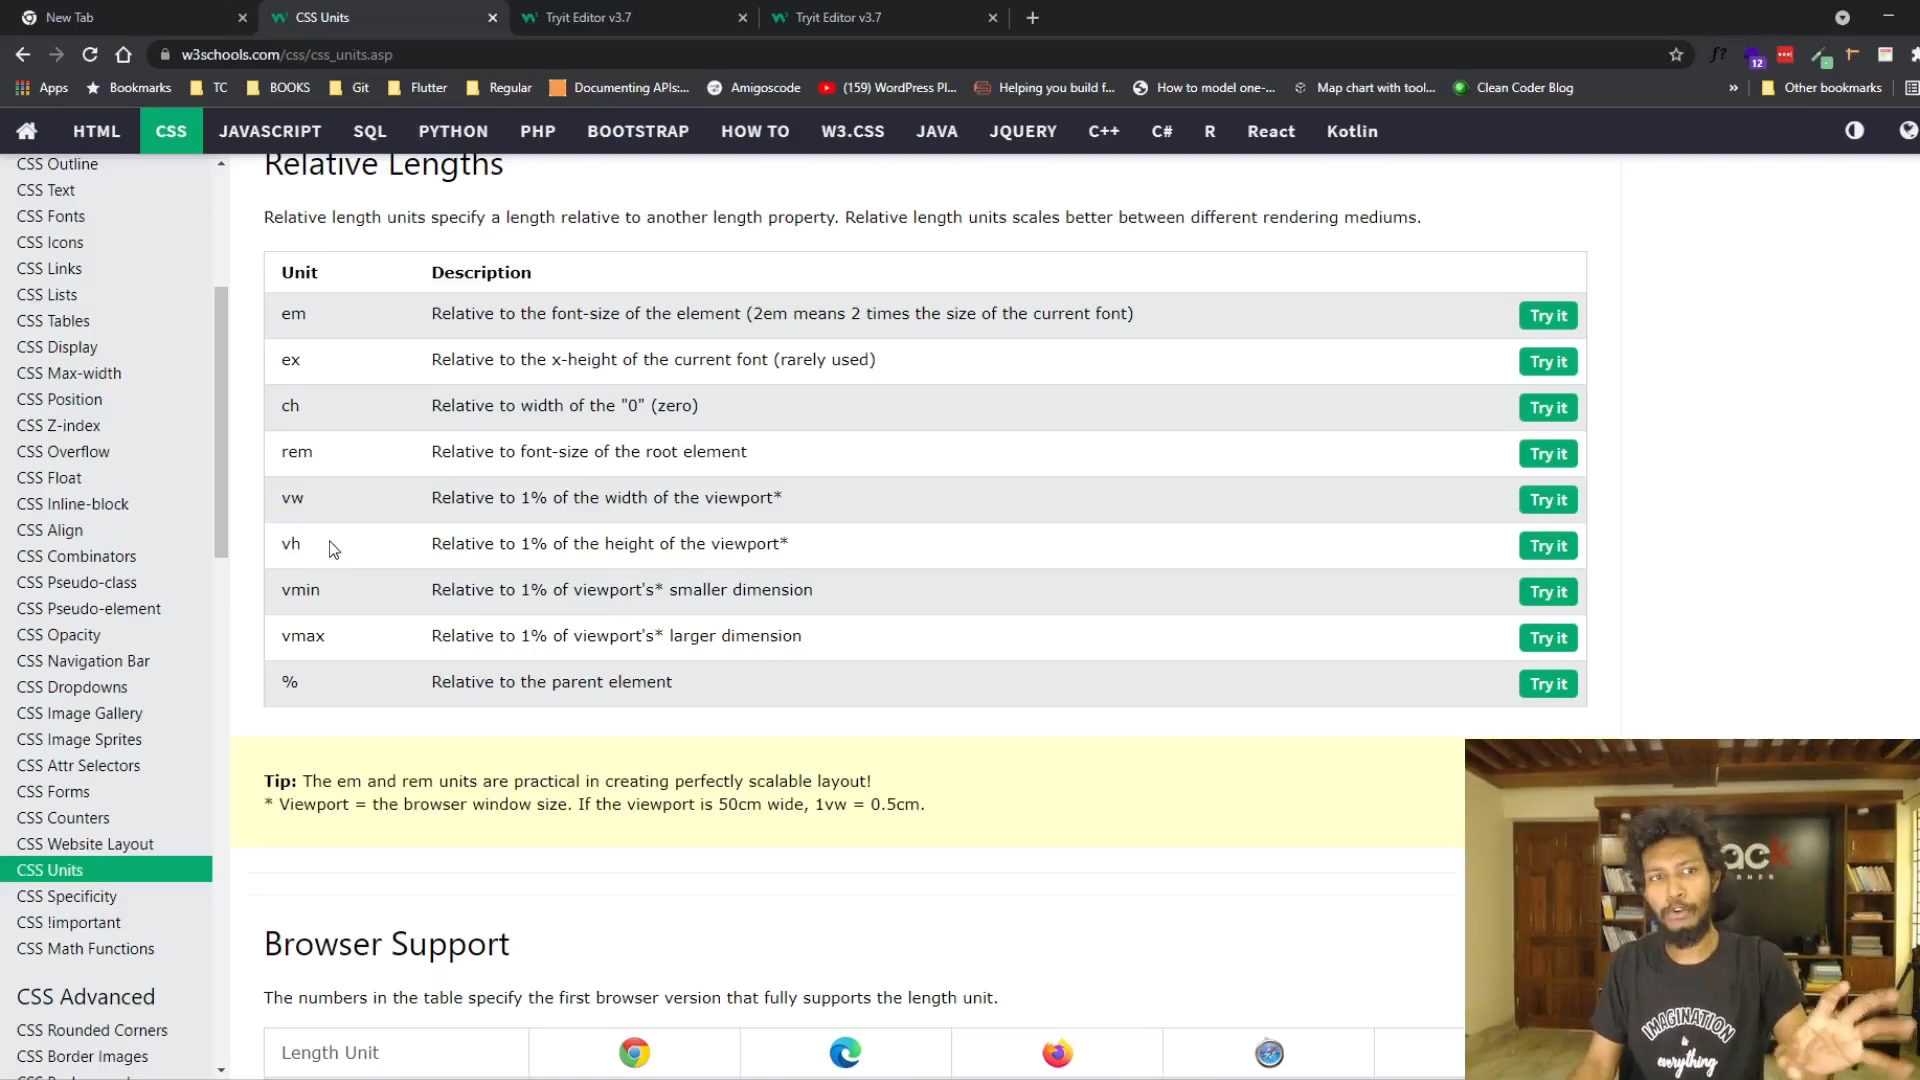 New Tab
CSS Units
Tryit Editor v3.7
Tryit Editor v3.7
w3schools.com/css/css_units.asp
12
Apps
Bookmarks
TC
BOOKS
Git
Flutter
Regular
Documenting APIs:...
Amigoscode
(159) WordPress Pl...
Helping you build f...
How to model one-...
Map chart with tool...
Clean Coder Blog
»
Other bookmarks
HTML
CSS
JAVASCRIPT
SQL
PYTHON
PHP
BOOTSTRAP
HOW TO
W3.CSS
JAVA
JQUERY
C++
C#
R
React
Kotlin
CSS Outline
CSS Text
CSS Fonts
CSS Icons
CSS Links
CSS Lists
CSS Tables
CSS Display
CSS Max-width
CSS Position
CSS Z-index
CSS Overflow
CSS Float
CSS Inline-block
CSS Align
CSS Combinators
CSS Pseudo-class
CSS Pseudo-element
CSS Opacity
CSS Navigation Bar
CSS Dropdowns
CSS Image Gallery
CSS Image Sprites
CSS Attr Selectors
CSS Forms
CSS Counters
CSS Website Layout
CSS Units
CSS Specificity
CSS !important
CSS Math Functions
CSS Advanced
CSS Rounded Corners
CSS Border Images
Relative Lengths
Relative length units specify a length relative to another length property. Relative length units scales better between different rendering mediums.
Unit Description
em Relative to the font-size of the element (2em means 2 times the size of the current font) Try it
ex Relative to the x-height of the current font (rarely used) Try it
ch Relative to width of the "0" (zero) Try it
rem Relative to font-size of the root element Try it
vw Relative to 1% of the width of the viewport* Try it
vh Relative to 1% of the height of the viewport* Try it
vmin Relative to 1% of viewport's* smaller dimension Try it
vmax Relative to 1% of viewport's* larger dimension Try it
% Relative to the parent element Try it
Tip: The em and rem units are practical in creating perfectly scalable layout!
* Viewport = the browser window size. If the viewport is 50cm wide, 1vw = 0.5cm.
Browser Support
The numbers in the table specify the first browser version that fully supports the length unit.
Length Unit
IMAGINATION
is
everything